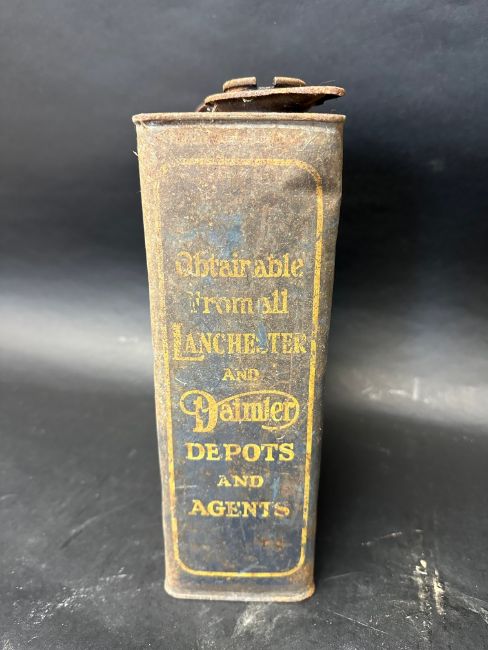 Obtainable
From all
LANCHESTER
AND
Daimler
DEPOTS
AND
AGENTS